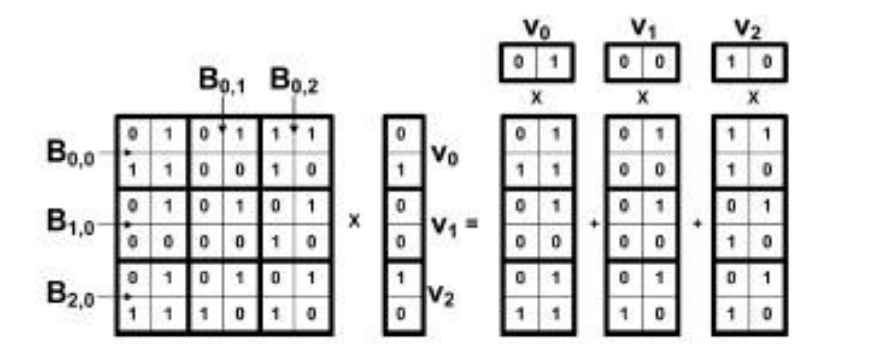 V₀ V₁ V₂
0 1 0 0 1 0
B₀,₁ B₀,₂ X X X
0 1 0 1 1 1 0 0 1 0 1 1 1
B₀,₀ V₀
1 1 0 0 1 0 1 1 1 0 0 1 0
0 1 0 1 0 1 0 0 1 0 1 0 1
B₁,₀ X V₁ = + +
0 0 0 0 1 0 0 0 0 0 0 1 0
0 1 0 1 0 1 1 0 1 0 1 0 1
B₂,₀ V₂
1 1 1 0 1 0 0 1 1 1 0 1 0